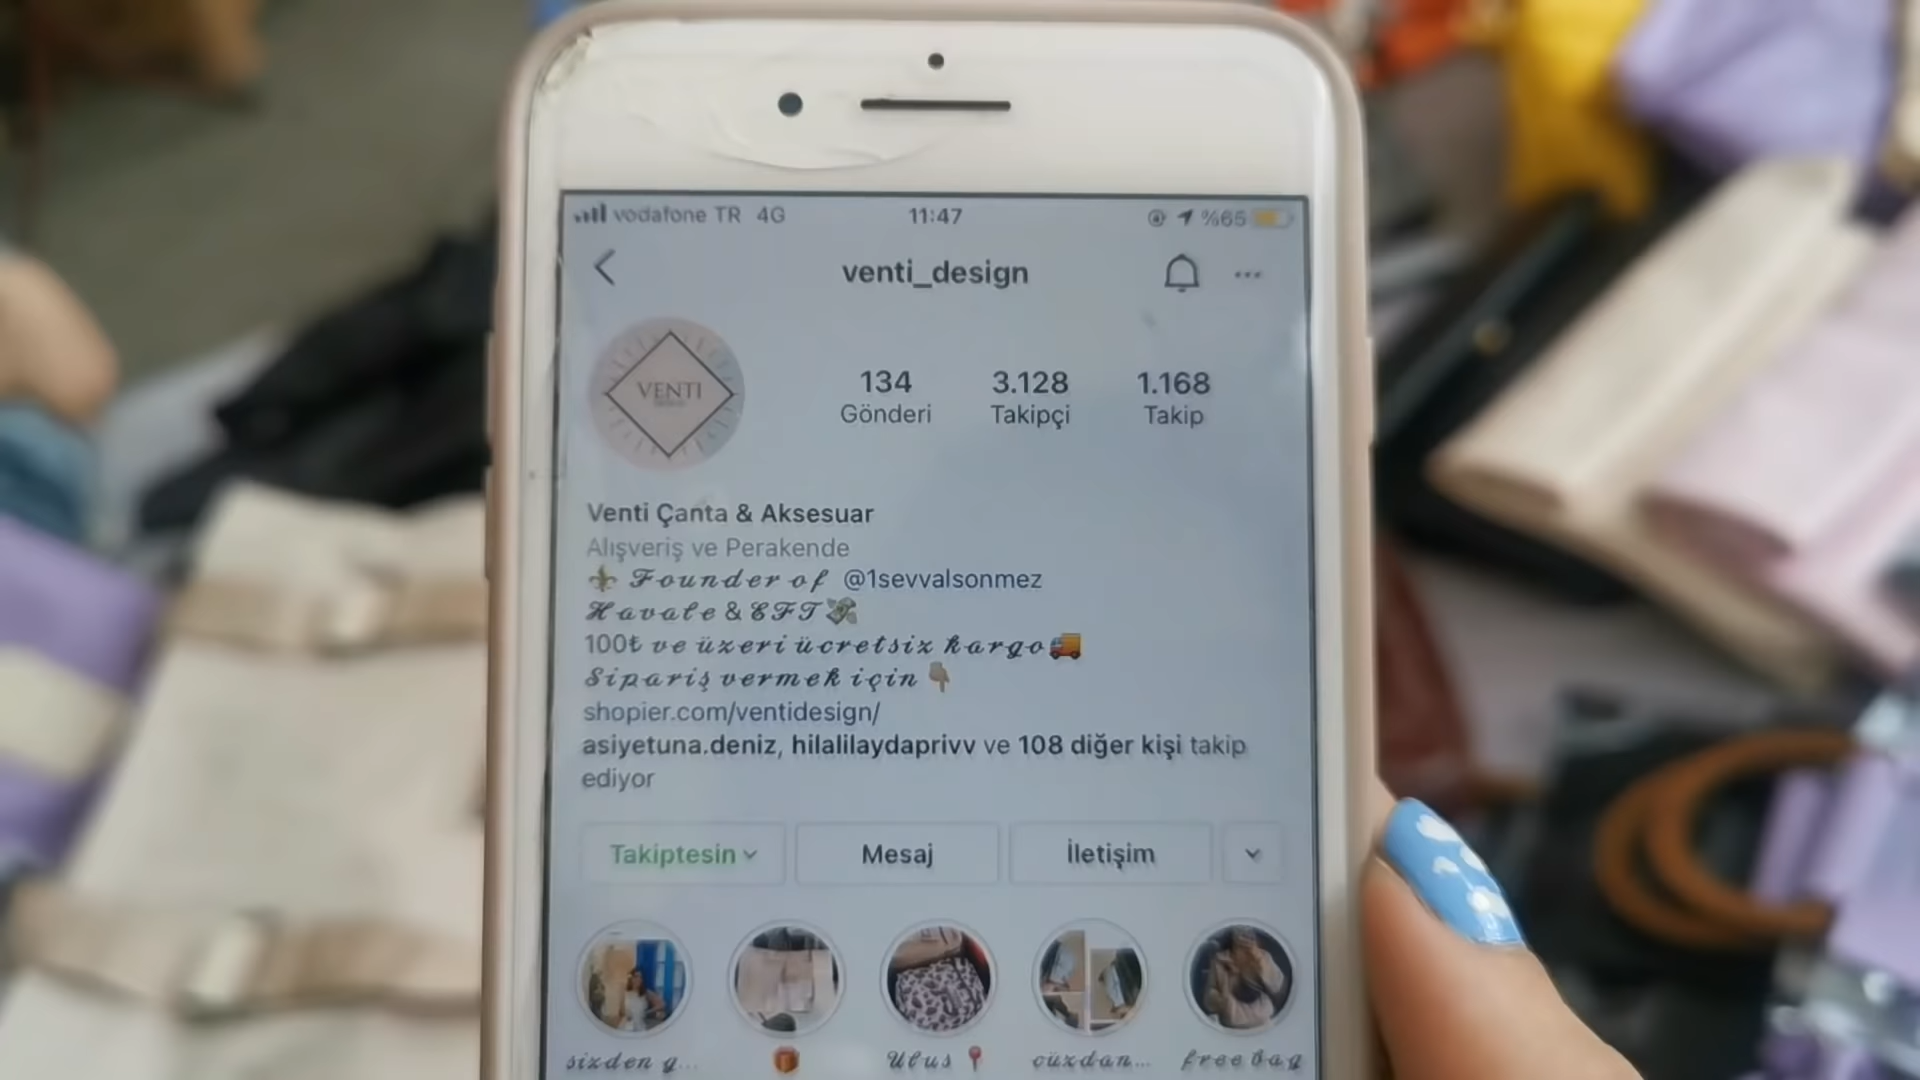 vodafone TR 4G 11:47 %65
venti_design
VENTI
134 3.128 1.168
Gönderi Takipçi Takip
Venti Çanta & Aksesuar
Alışveriş ve Perakende
⚜️ Founder of @1sevvalsonmez
Havale & EFT💸
100₺ ve üzeri ücretsiz kargo🚚
Sipariş vermek için👇🏽
shopier.com/ventidesign/
asiyetuna.deniz, hilalilaydaprivv ve 108 diğer kişi takip
ediyor
Takiptesin Mesaj İletişim
sizden g... 🎁 Ulus 📍 cüzdan... free bag